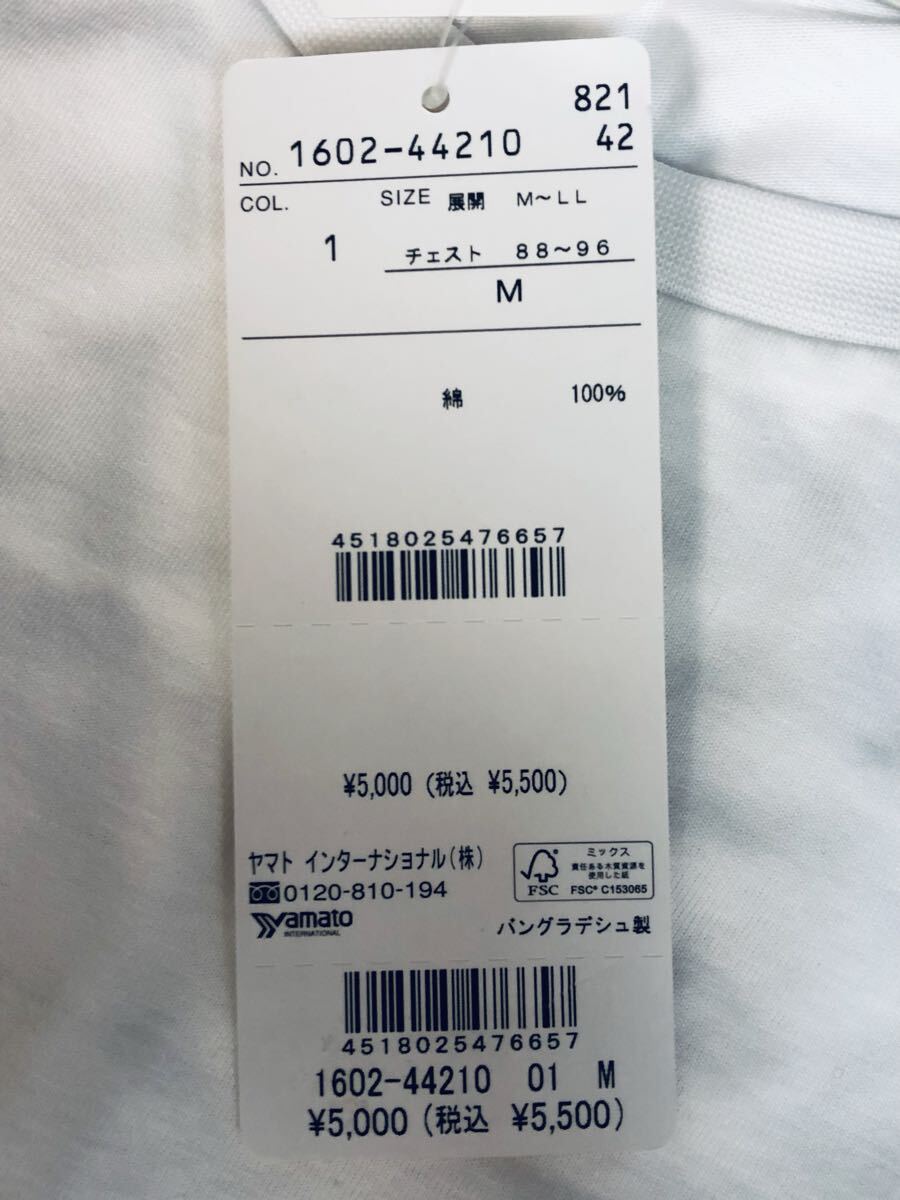 821
NO. 1602-44210 42
COL. SIZE 展開 M〜LL
1 チェスト 88〜96
M
綿 100%
4518025476657
¥5,000 (税込 ¥5,500)
ヤマト インターナショナル(株)
0120-810-194
Yamato
INTERNATIONAL
FSC
ミックス
責任ある木質資源を
使用した紙
FSC® C153065
バングラデシュ製
4518025476657
1602-44210 01 M
¥5,000 (税込 ¥5,500)